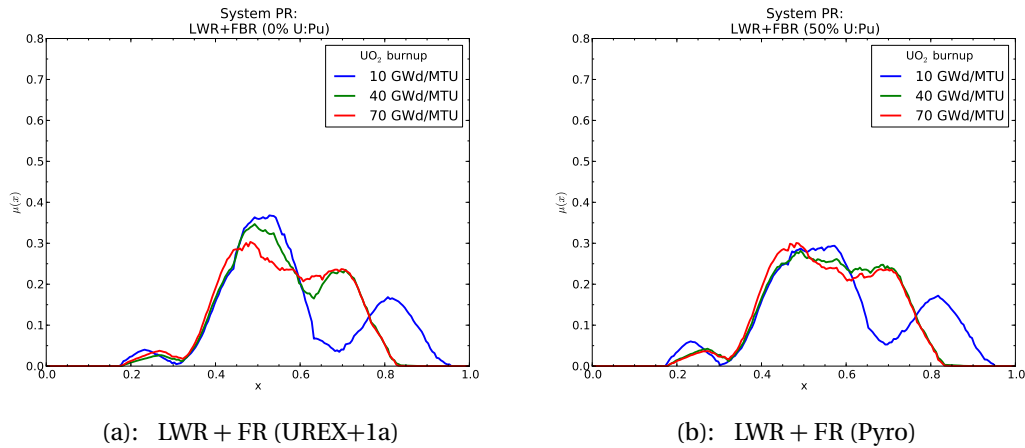 System PR:
LWR+FBR (0% U:Pu)
UO₂ burnup
10 GWd/MTU
40 GWd/MTU
70 GWd/MTU
μ(x)
0.8
0.7
0.6
0.5
0.4
0.3
0.2
0.1
0.0
0.0 0.2 0.4 0.6 0.8 1.0
x
(a): LWR + FR (UREX+1a)
System PR:
LWR+FBR (50% U:Pu)
UO₂ burnup
10 GWd/MTU
40 GWd/MTU
70 GWd/MTU
μ(x)
0.8
0.7
0.6
0.5
0.4
0.3
0.2
0.1
0.0
0.0 0.2 0.4 0.6 0.8 1.0
x
(b): LWR + FR (Pyro)